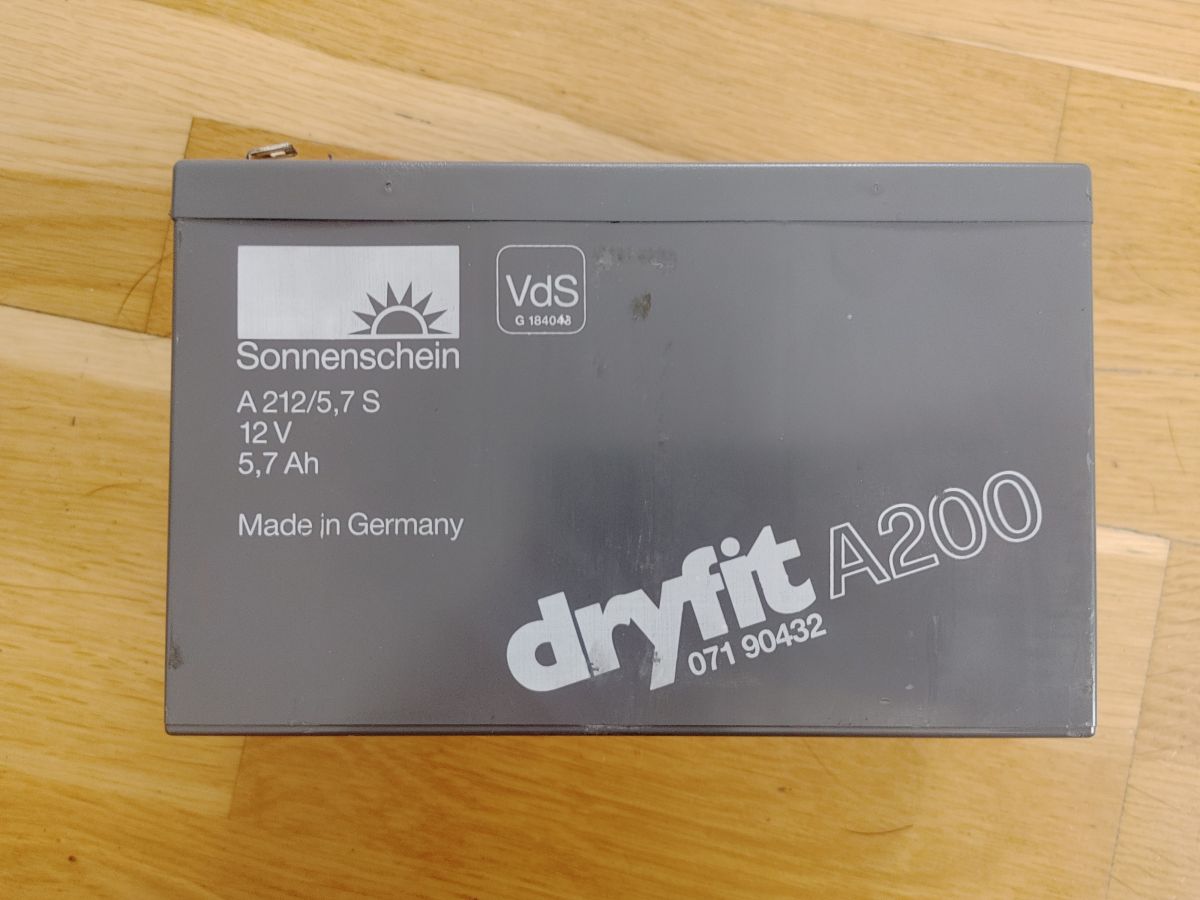 Sonnenschein
VdS
G 184043
A 212/5,7 S
12 V
5,7 Ah
Made in Germany
dryfit A200
071 90432